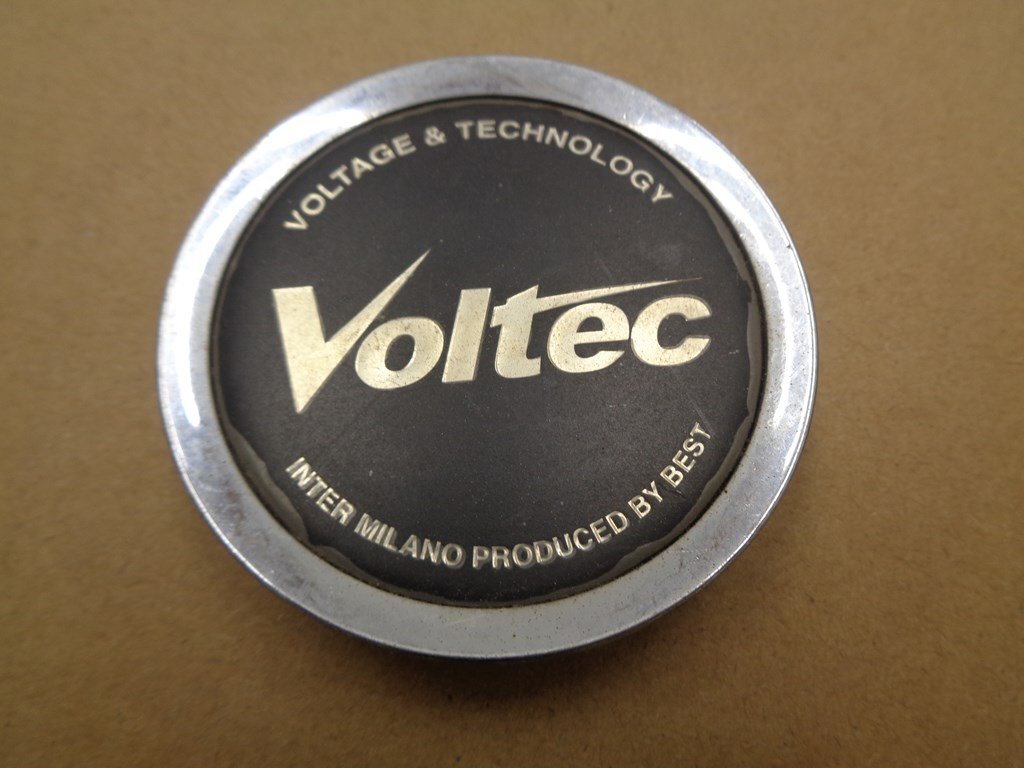 VOLTAGE & TECHNOLOGY
Voltec
INTER MILANO PRODUCED BY BEST